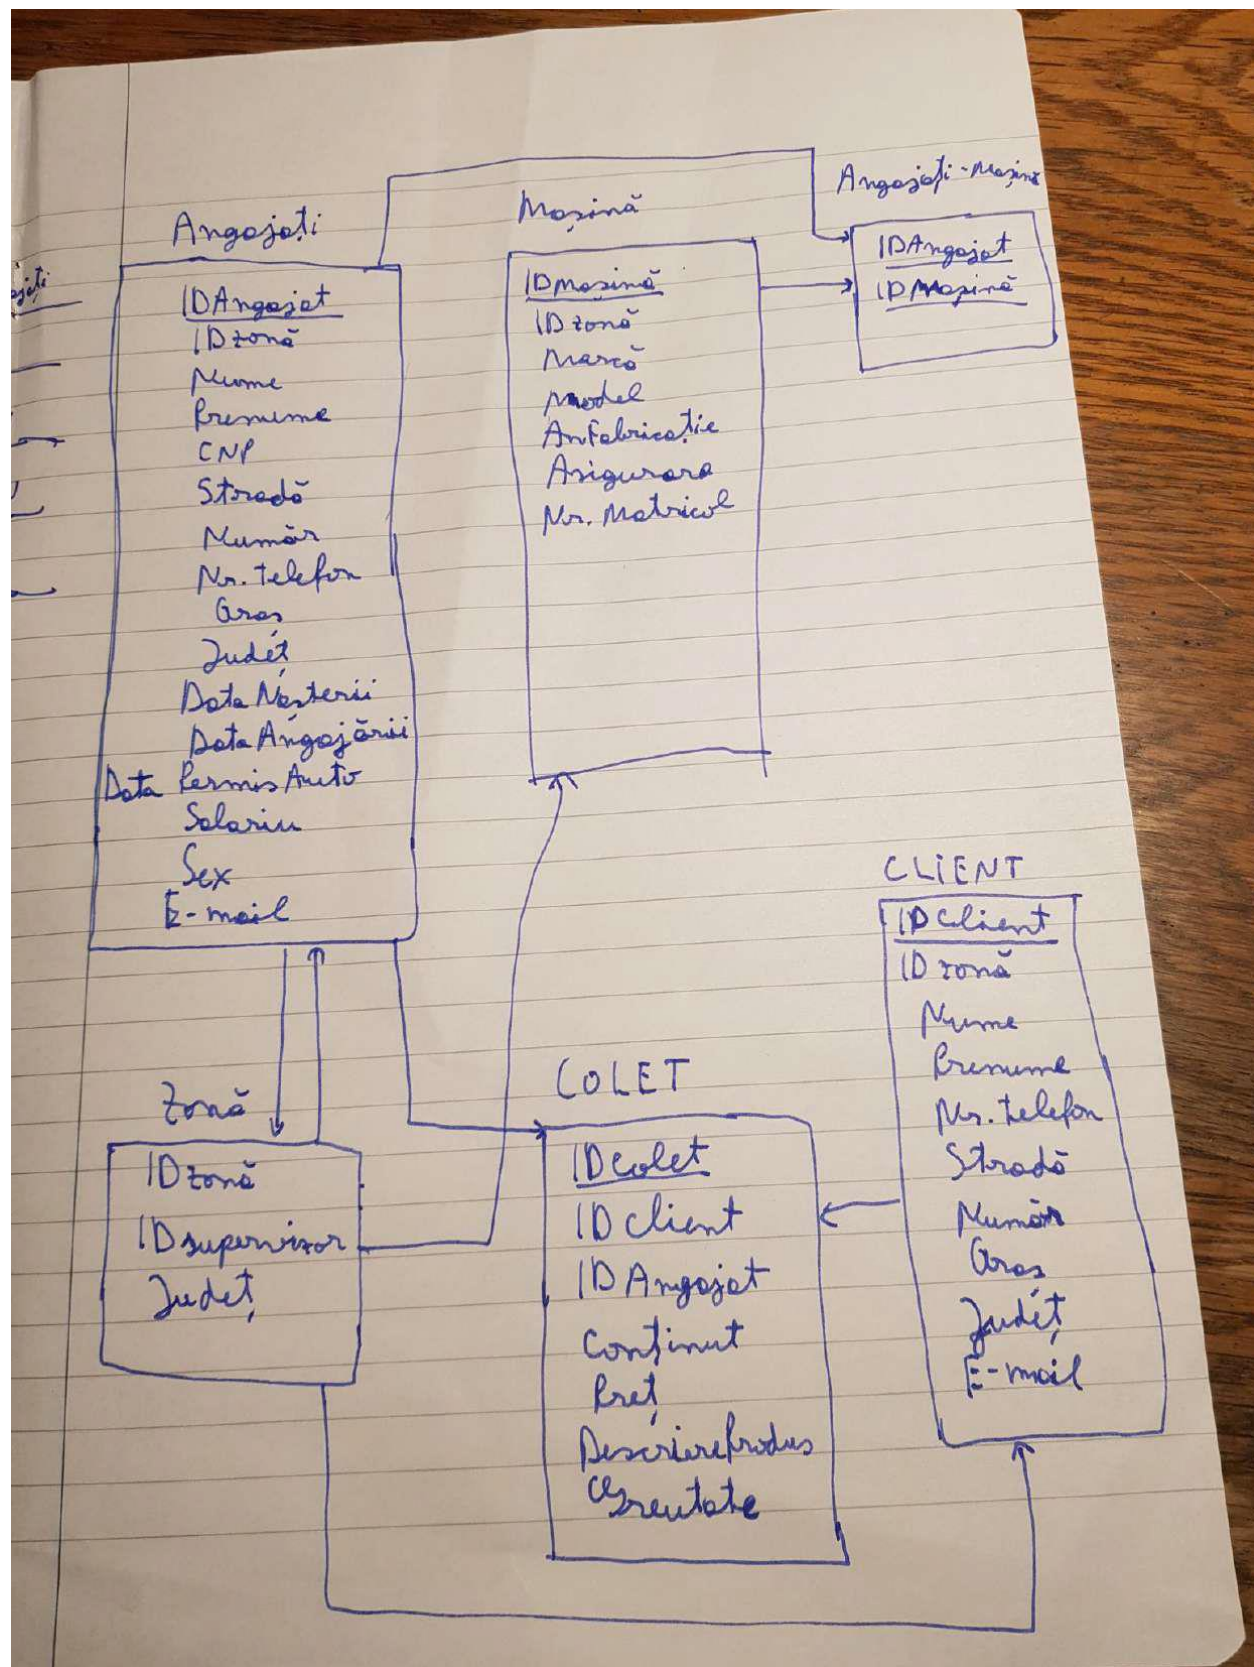 Angajați
IDAngajat
IDzonă
Nume
Prenume
CNP
Stradă
Număr
Nr. telefon
Oraș
Județ
Data Nașterii
Data Angajării
Data Permis Auto
Salariu
Sex
E-mail
Mașină
IDMașină
IDzonă
Marcă
Model
AnFabricație
Asigurare
Nr. Matricol
Angajați-Mașină
IDAngajat
IDMașină
Zonă
IDzonă
IDsupervizor
Județ
COLET
IDcolet
IDclient
IDAngajat
Conținut
Preț
DescriereProdus
Greutate
CLIENT
IDClient
IDzonă
Nume
Prenume
Nr. telefon
Stradă
Număr
Oraș
Județ
E-mail